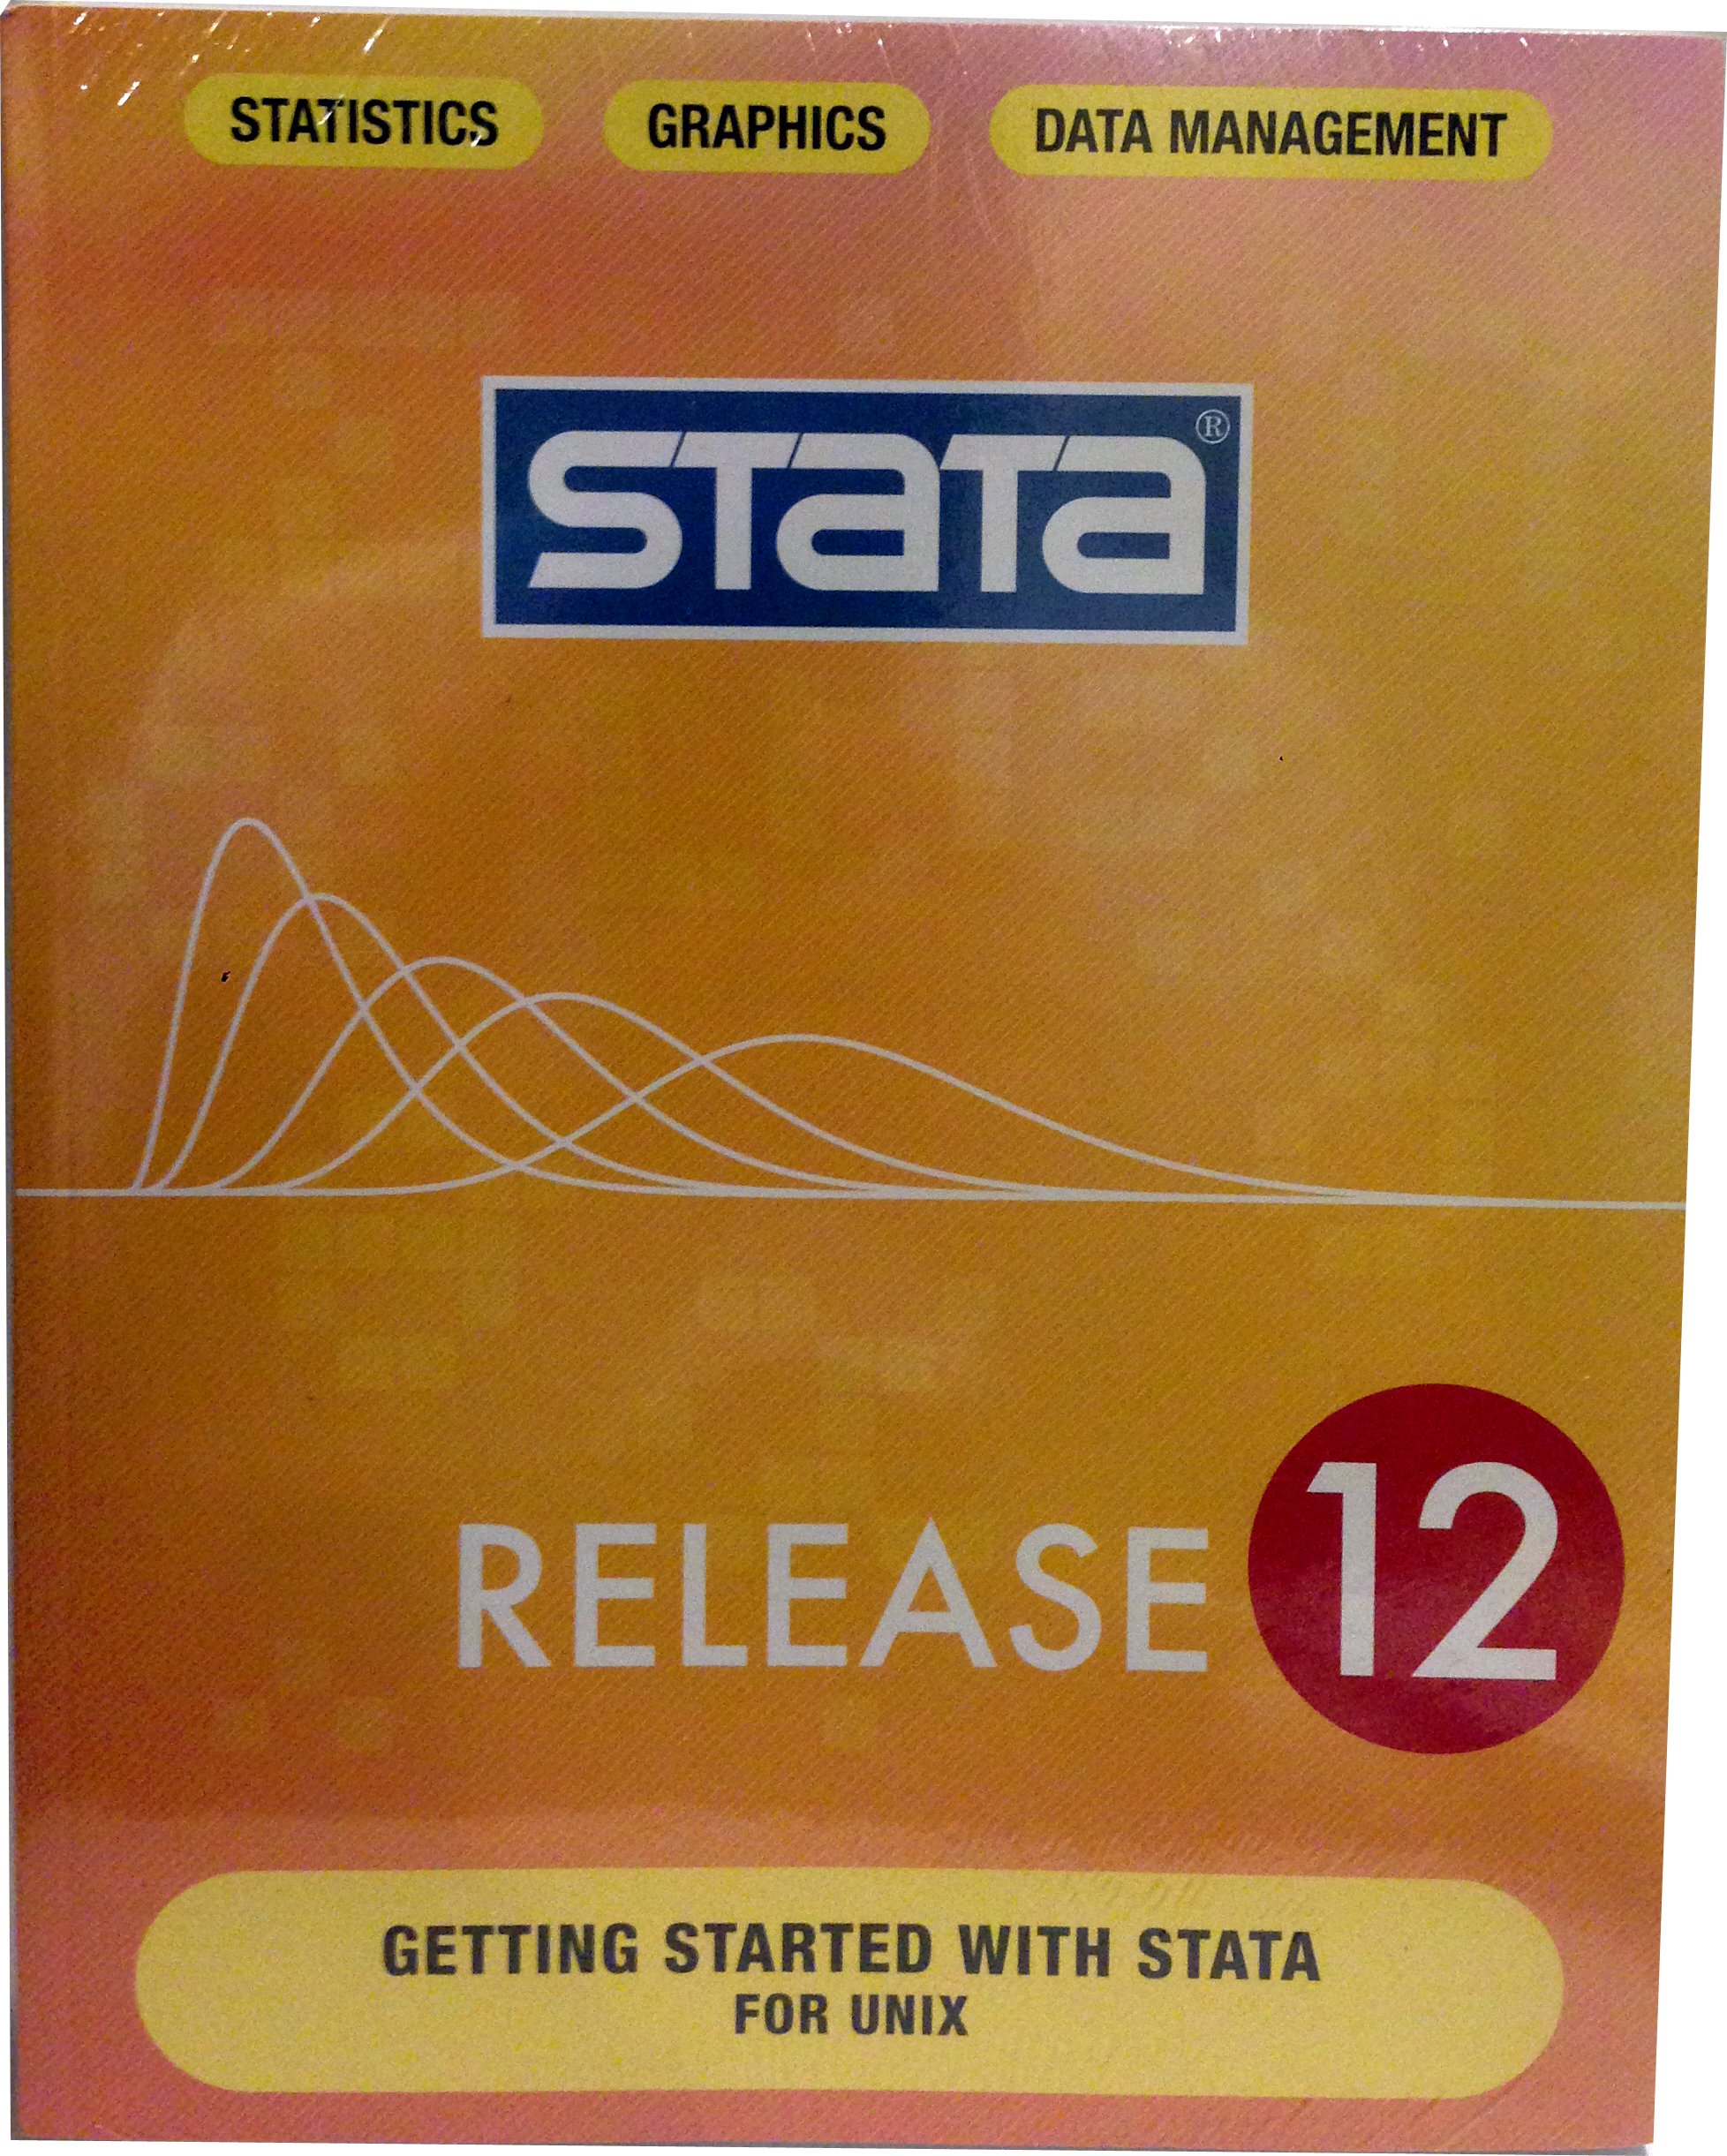 STATISTICS GRAPHICS DATA MANAGEMENT
STATA®
RELEASE 12
GETTING STARTED WITH STATA
FOR UNIX